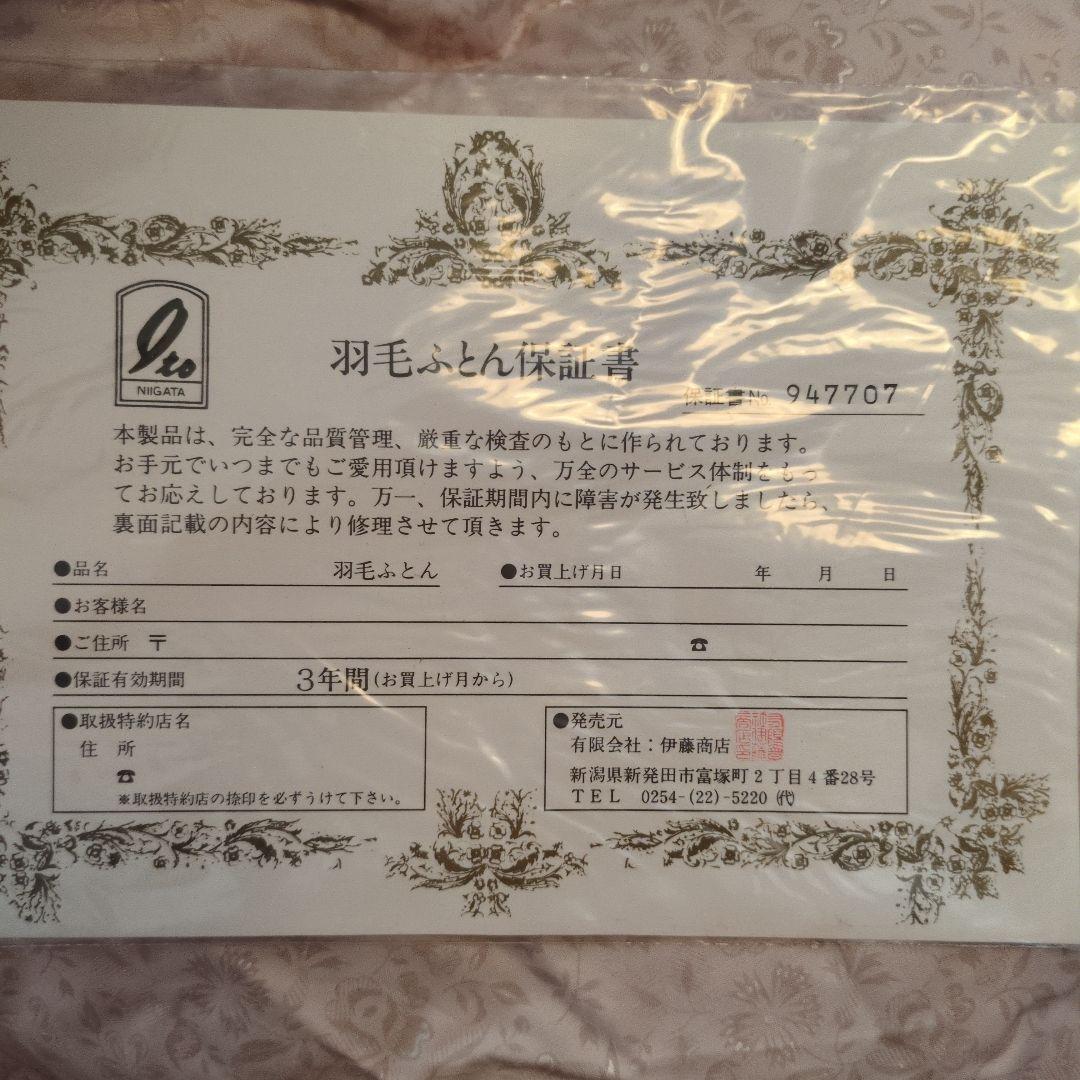 Ito
NIIGATA
羽毛ふとん保証書
保証書No. 947707
本製品は、完全な品質管理、厳重な検査のもとに作られております。
お手元でいつまでもご愛用頂けますよう、万全のサービス体制をもっ
てお応えしております。万一、保証期間内に障害が発生致しましたら、
裏面記載の内容により修理させて頂きます。
●品名 羽毛ふとん ●お買上げ月日 年 月 日
●お客様名
●ご住所 〒 ☎
●保証有効期間 3年間(お買上げ月から)
●取扱特約店名
住 所
☎
※取扱特約店の捺印を必ずうけて下さい。
●発売元
有限会社:伊藤商店
新潟県新発田市富塚町2丁目4番28号
TEL 0254-(22)-5220 (代)